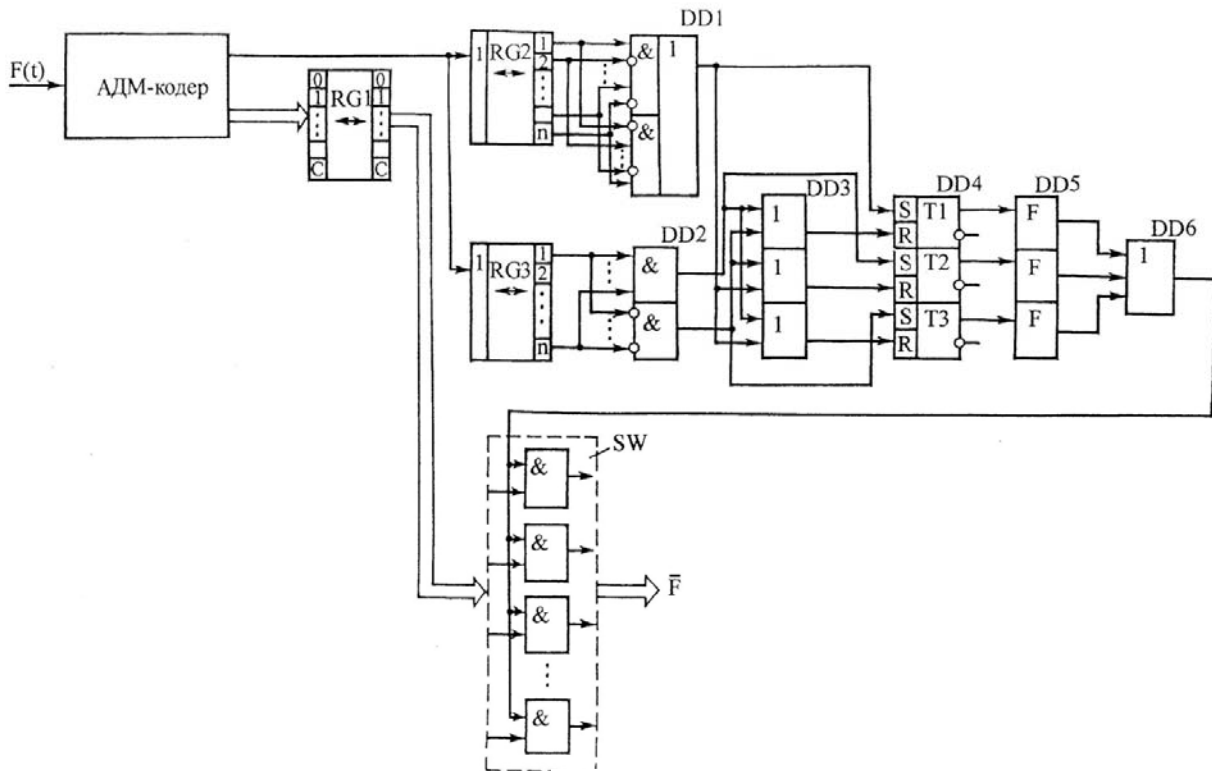 F(t)
АДМ-кодер
0
1
C
RG1
0
1
C
1
RG2
1
2
n
&
&
1
DD1
1
RG3
1
2
n
DD2
&
&
DD3
1
1
1
DD4
S
T1
R
S
T2
R
S
T3
R
DD5
F
F
F
DD6
1
SW
&
&
&
&
F̄